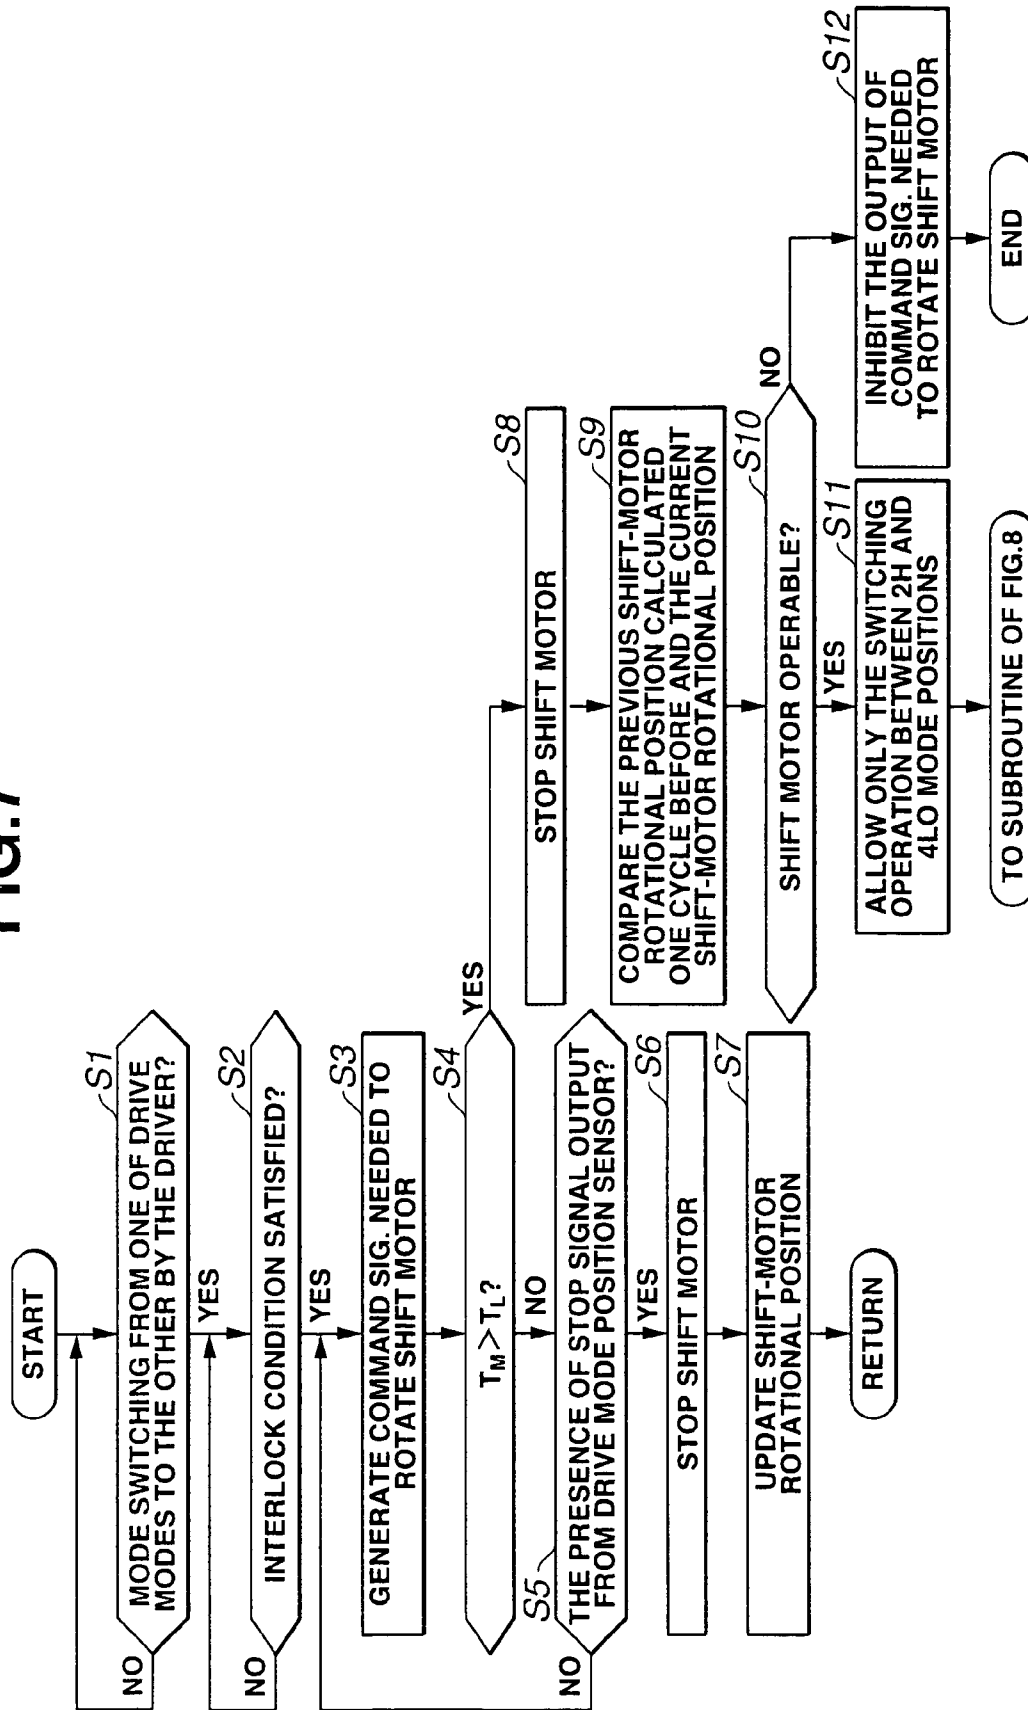 FIG.7
START
S1
MODE SWITCHING FROM ONE OF DRIVE
MODES TO THE OTHER BY THE DRIVER?
NO
YES
S2
INTERLOCK CONDITION SATISFIED?
NO
YES
S3
GENERATE COMMAND SIG. NEEDED TO
ROTATE SHIFT MOTOR
S4
TM>TL?
YES
NO
S5
THE PRESENCE OF STOP SIGNAL OUTPUT
FROM DRIVE MODE POSITION SENSOR?
NO
YES
S6
STOP SHIFT MOTOR
S7
UPDATE SHIFT-MOTOR
ROTATIONAL POSITION
RETURN
S8
STOP SHIFT MOTOR
S9
COMPARE THE PREVIOUS SHIFT-MOTOR
ROTATIONAL POSITION CALCULATED
ONE CYCLE BEFORE AND THE CURRENT
SHIFT-MOTOR ROTATIONAL POSITION
S10
SHIFT MOTOR OPERABLE?
NO
YES
S11
ALLOW ONLY THE SWITCHING
OPERATION BETWEEN 2H AND
4LO MODE POSITIONS
TO SUBROUTINE OF FIG.8
S12
INHIBIT THE OUTPUT OF
COMMAND SIG. NEEDED
TO ROTATE SHIFT MOTOR
END